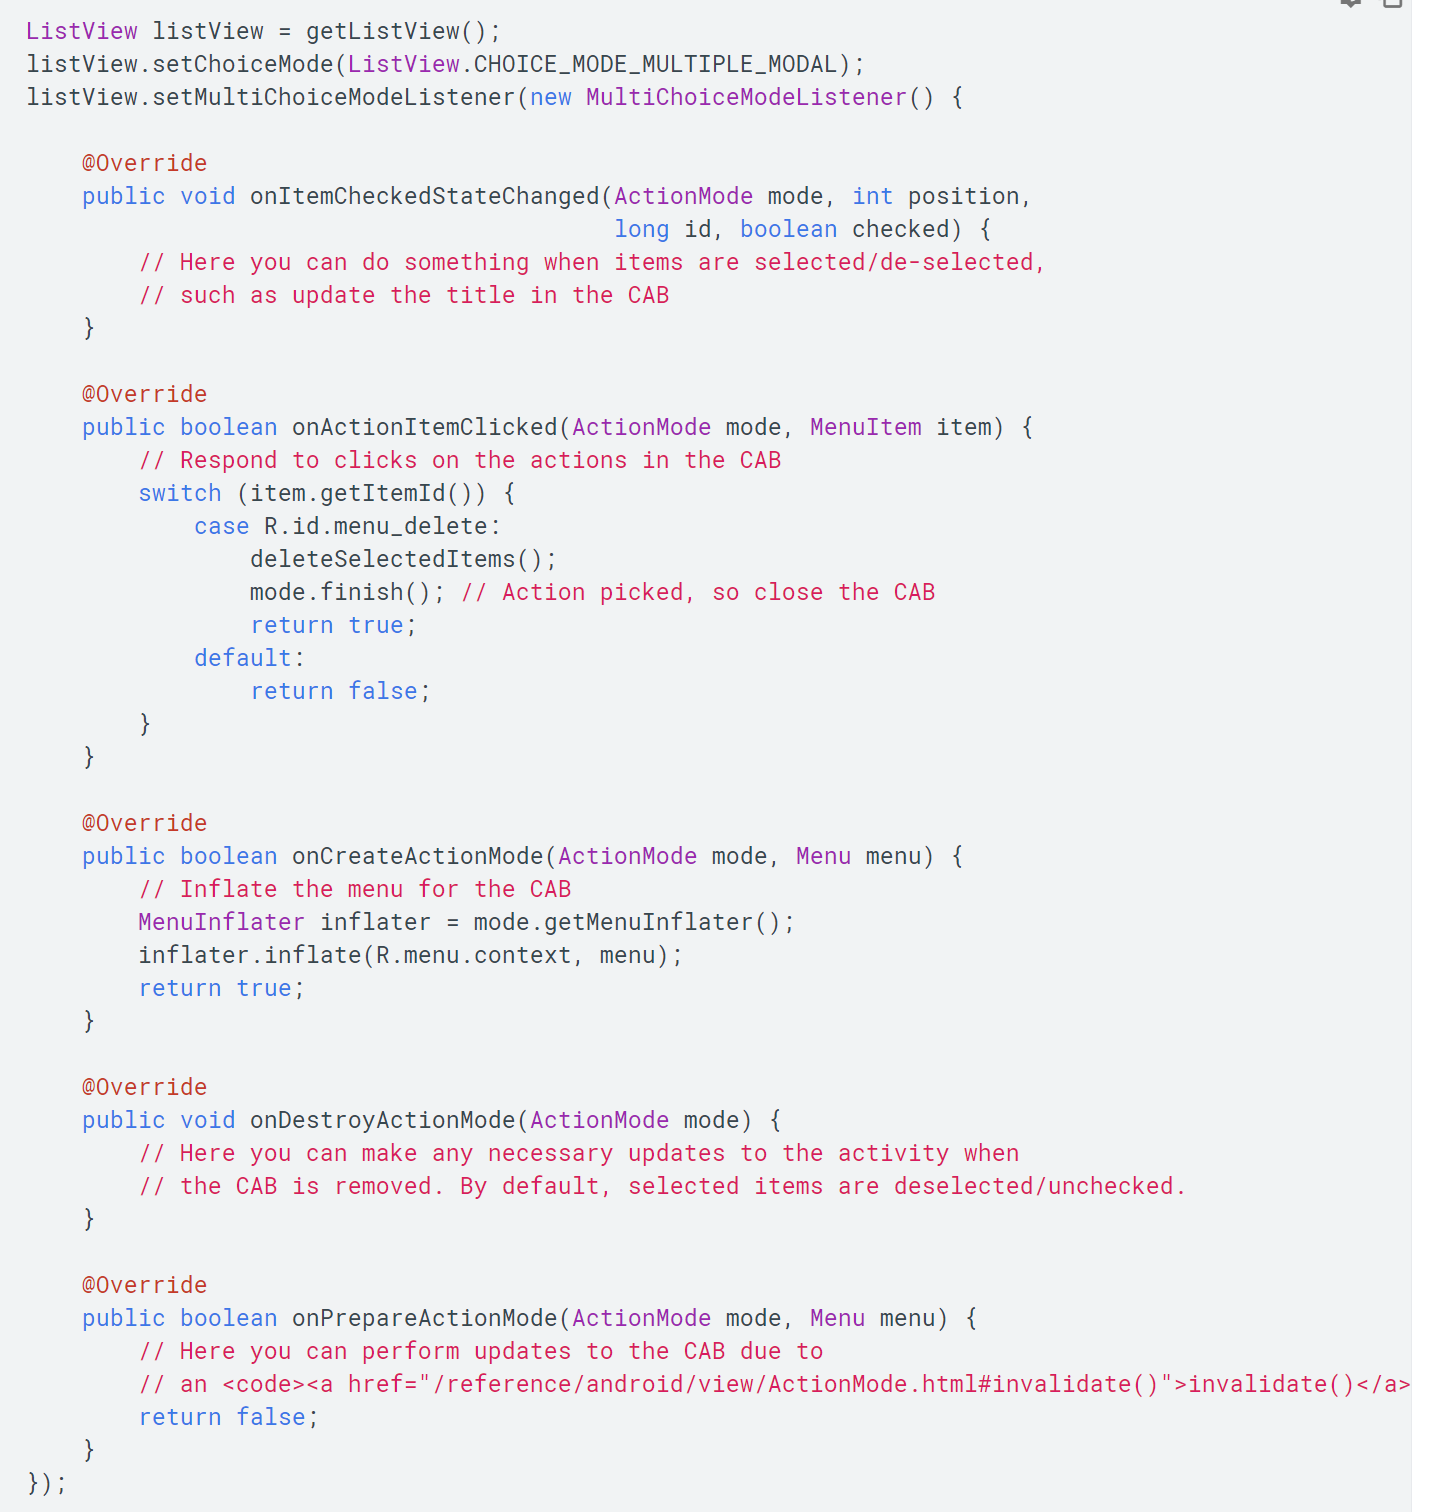 ListView listView = getListView();
listView.setChoiceMode(ListView.CHOICE_MODE_MULTIPLE_MODAL);
listView.setMultiChoiceModeListener(new MultiChoiceModeListener() {

    @Override
    public void onItemCheckedStateChanged(ActionMode mode, int position,
                                          long id, boolean checked) {
        // Here you can do something when items are selected/de-selected,
        // such as update the title in the CAB
    }

    @Override
    public boolean onActionItemClicked(ActionMode mode, MenuItem item) {
        // Respond to clicks on the actions in the CAB
        switch (item.getItemId()) {
            case R.id.menu_delete:
                deleteSelectedItems();
                mode.finish(); // Action picked, so close the CAB
                return true;
            default:
                return false;
        }
    }

    @Override
    public boolean onCreateActionMode(ActionMode mode, Menu menu) {
        // Inflate the menu for the CAB
        MenuInflater inflater = mode.getMenuInflater();
        inflater.inflate(R.menu.context, menu);
        return true;
    }

    @Override
    public void onDestroyActionMode(ActionMode mode) {
        // Here you can make any necessary updates to the activity when
        // the CAB is removed. By default, selected items are deselected/unchecked.
    }

    @Override
    public boolean onPrepareActionMode(ActionMode mode, Menu menu) {
        // Here you can perform updates to the CAB due to
        // an <code><a href="/reference/android/view/ActionMode.html#invalidate()">invalidate()</a>
        return false;
    }
});